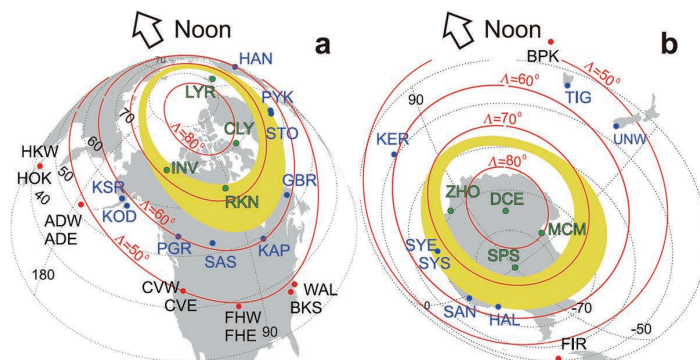 Noon
a
HAN
70
LYR
PYK
STO
CLY
Λ=80°
70
60
50
40
HKW
HOK
INV
RKN
GBR
KSR
KOD
ADW
ADE
Λ=60°
Λ=50°
PGR
SAS
KAP
180
CVW
CVE
FHW
FHE
WAL
BKS
90
Noon
b
BPK
Λ=50°
Λ=60°
TIG
90
Λ=70°
UNW
KER
Λ=80°
ZHO
DCE
MCM
SYE
SYS
SPS
SAN
HAL
0
-70
-50
FIR